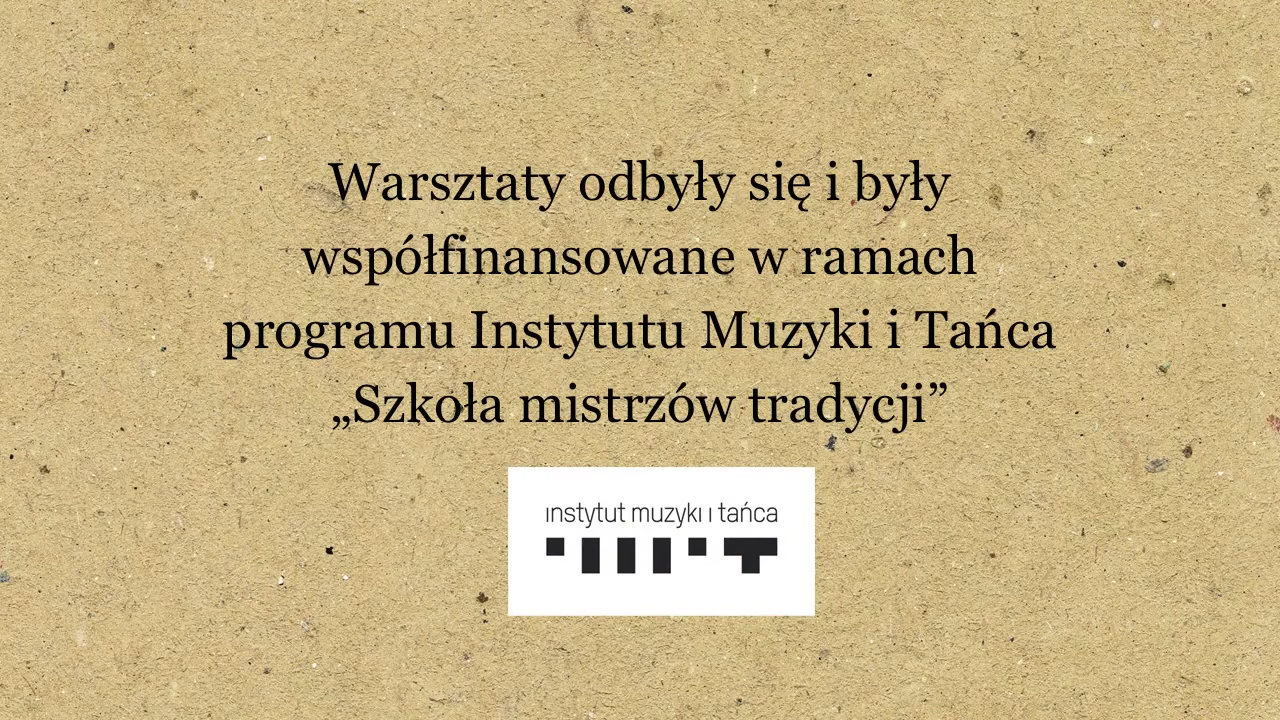 Warsztaty odbyły się i były
współfinansowane w ramach
programu Instytutu Muzyki i Tańca
„Szkoła mistrzów tradycji”
instytut muzyki i tańca